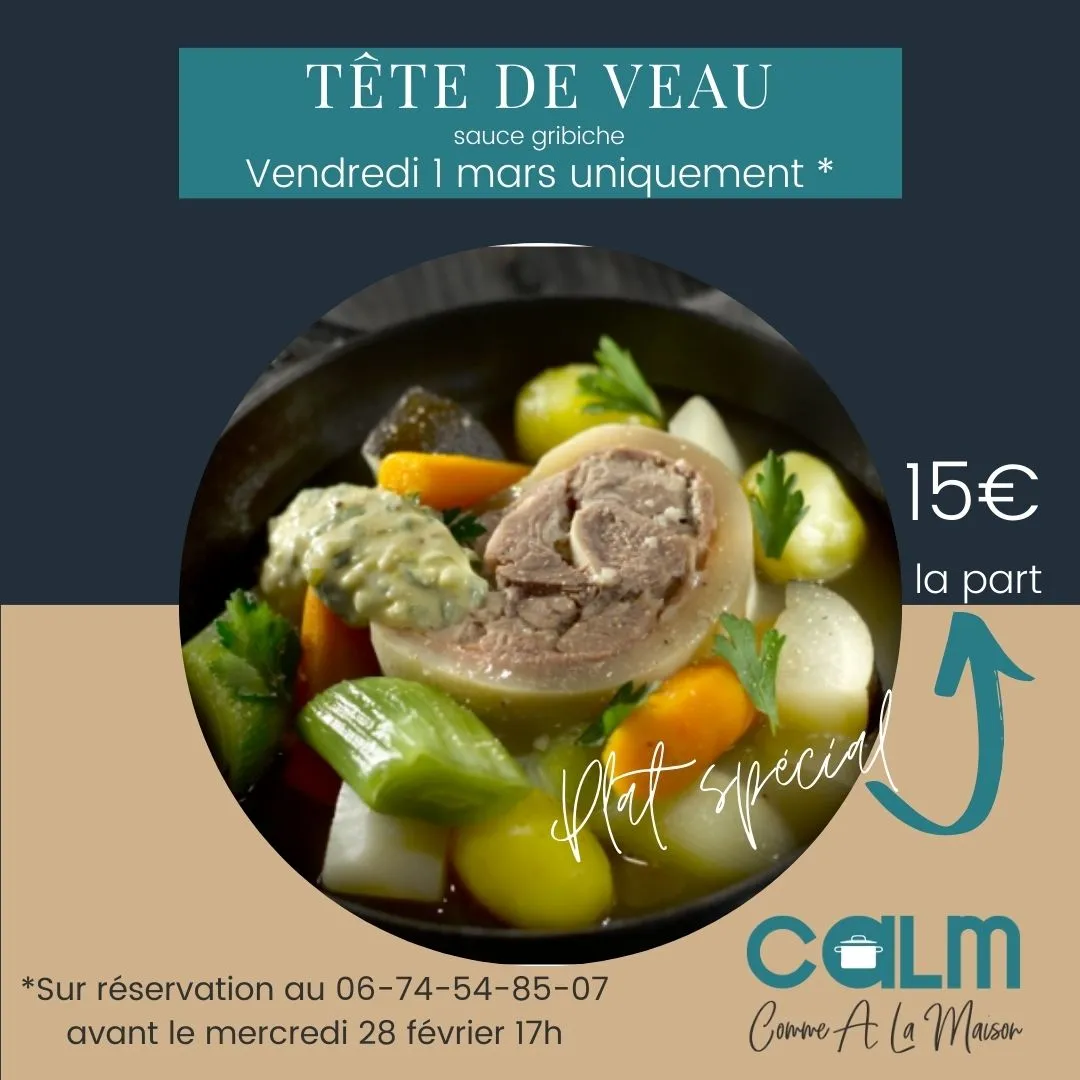 TÊTE DE VEAU
sauce gribiche
Vendredi 1 mars uniquement *
15€
la part
Plat spécial
*Sur réservation au 06-74-54-85-07
avant le mercredi 28 février 17h
CALM
Comme A La Maison